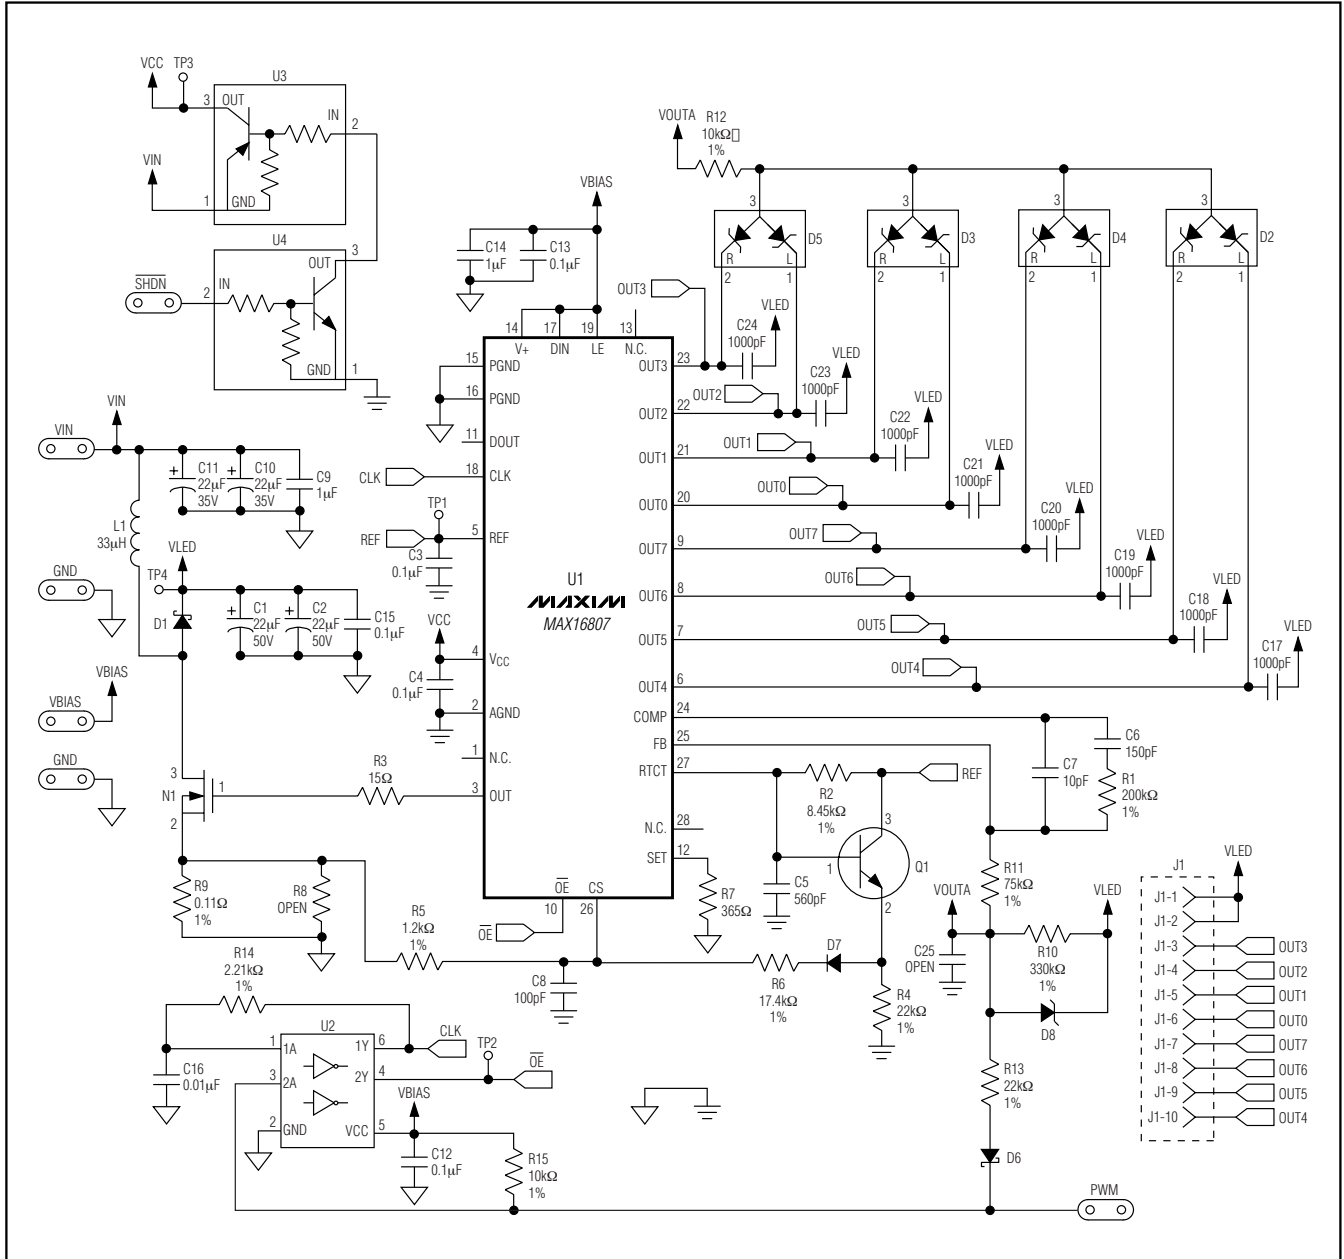 VCC TP3 U3
3 OUT IN 2
VIN
1 GND
U4
OUT 3
SHDN 2 IN
GND 1
VIN
VIN
C11 22µF 35V
C10 22µF 35V
C9 1µF
L1 33µH
VLED
GND
TP4
D1
C1 22µF 50V
C2 22µF 50V
C15 0.1µF
VBIAS
VBIAS
GND
3
N1 1
2
R3 15Ω
R9 0.11Ω 1%
R8 OPEN
R5 1.2kΩ 1%
R14 2.21kΩ 1%
U2
1 1A 1Y 6 CLK
3 2A 2Y 4 TP2 OE
2 GND VCC 5 VBIAS
C16 0.01µF
C12 0.1µF
R15 10kΩ 1%
VBIAS
C14 1µF
C13 0.1µF
14 17 19 13
V+ DIN LE N.C.
15 PGND
16 PGND
11 DOUT
CLK 18 CLK
TP1
REF 5 REF
C3 0.1µF
VCC
4 VCC
C4 0.1µF
2 AGND
1 N.C.
3 OUT
U1
MAXIM
MAX16807
OUT3 23
OUT2 22
OUT1 21
OUT0 20
OUT7 9
OUT6 8
OUT5 7
OUT4 6
COMP 24
FB 25
RTCT 27
N.C. 28
SET 12
OE CS
10 26
OE
C8 100pF
VOUTA R12 10kΩ□ 1%
3 D5 R L 2 1
3 D3 R L 2 1
3 D4 R L 2 1
3 D2 R L 2 1
OUT3 C24 1000pF VLED
OUT2 C23 1000pF VLED
OUT1 C22 1000pF VLED
OUT0 C21 1000pF VLED
OUT7 C20 1000pF VLED
OUT6 C19 1000pF VLED
OUT5 C18 1000pF VLED
OUT4 C17 1000pF VLED
C6 150pF
C7 10pF
R1 200kΩ 1%
R2 8.45kΩ 1%
REF
3
1 Q1
2
C5 560pF
R7 365Ω
D7
R6 17.4kΩ 1%
R4 22kΩ 1%
R11 75kΩ 1%
VOUTA
VLED
C25 OPEN
R10 330kΩ 1%
D8
R13 22kΩ 1%
D6
PWM
J1 VLED
J1-1
J1-2
J1-3 OUT3
J1-4 OUT2
J1-5 OUT1
J1-6 OUT0
J1-7 OUT7
J1-8 OUT6
J1-9 OUT5
J1-10 OUT4